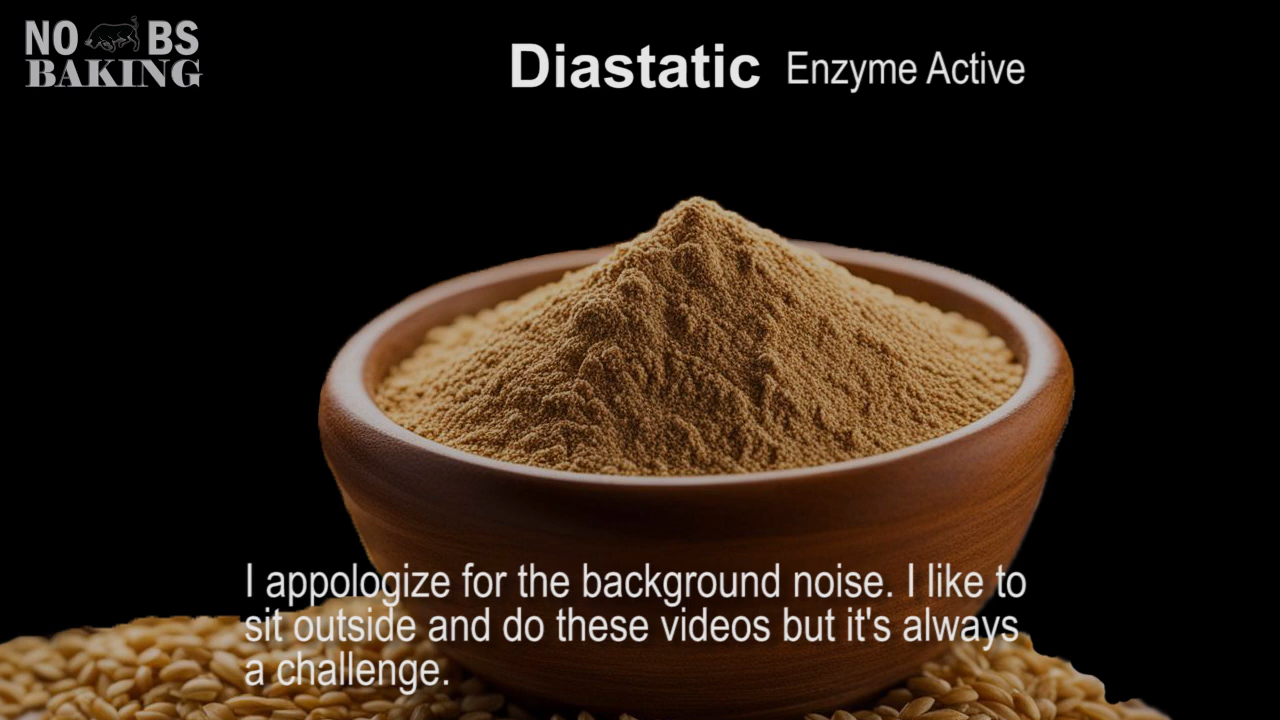 NO BS
BAKING
Diastatic Enzyme Active
I appologize for the background noise. I like to
sit outside and do these videos but it's always
a challenge.